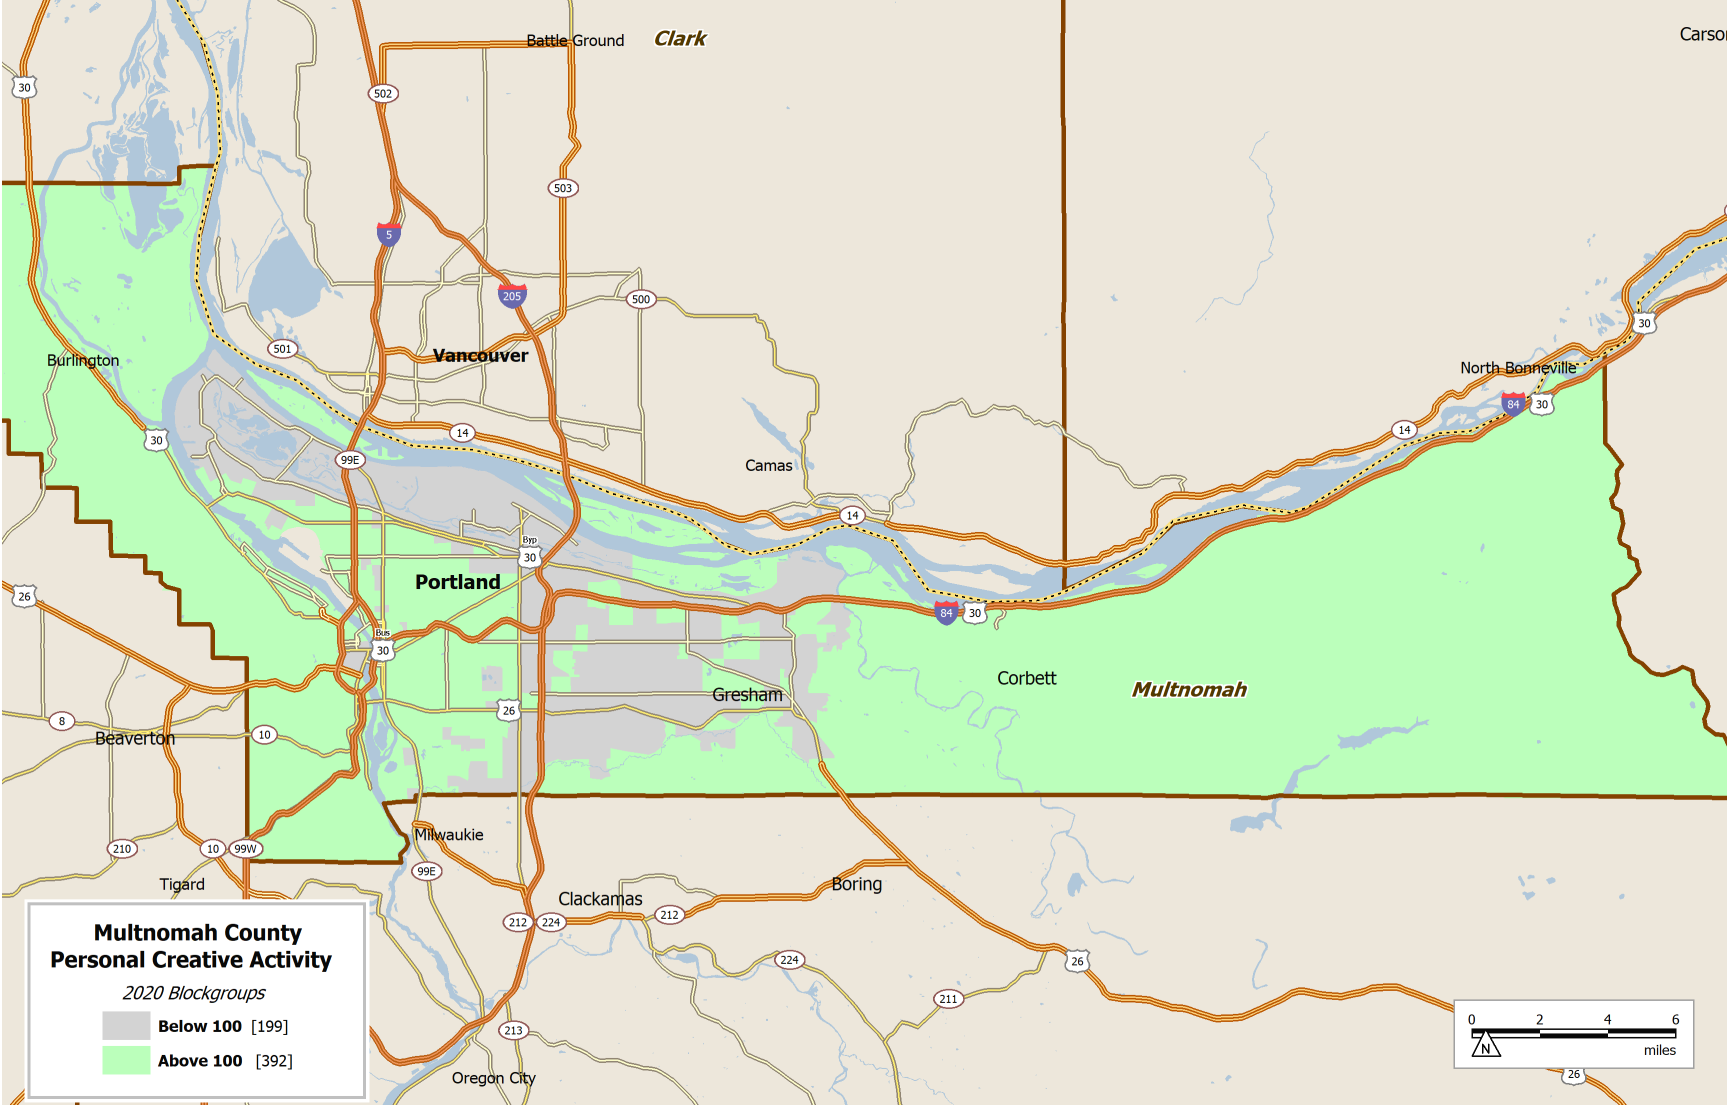 Battle Ground
Clark
Carso
30
502
503
5
205
500
501
Vancouver
Burlington
30
North Bonneville
30
84
30
14
14
99E
Camas
14
Byp
30
Portland
26
84
30
Bus
30
Corbett
Multnomah
Gresham
26
8
Beaverton
10
Milwaukie
210
10
99W
99E
Tigard
Boring
Clackamas
212
224
212
224
26
211
213
Oregon City
26
Multnomah County
Personal Creative Activity
2020 Blockgroups
Below 100 [199]
Above 100 [392]
0 2 4 6
N
miles